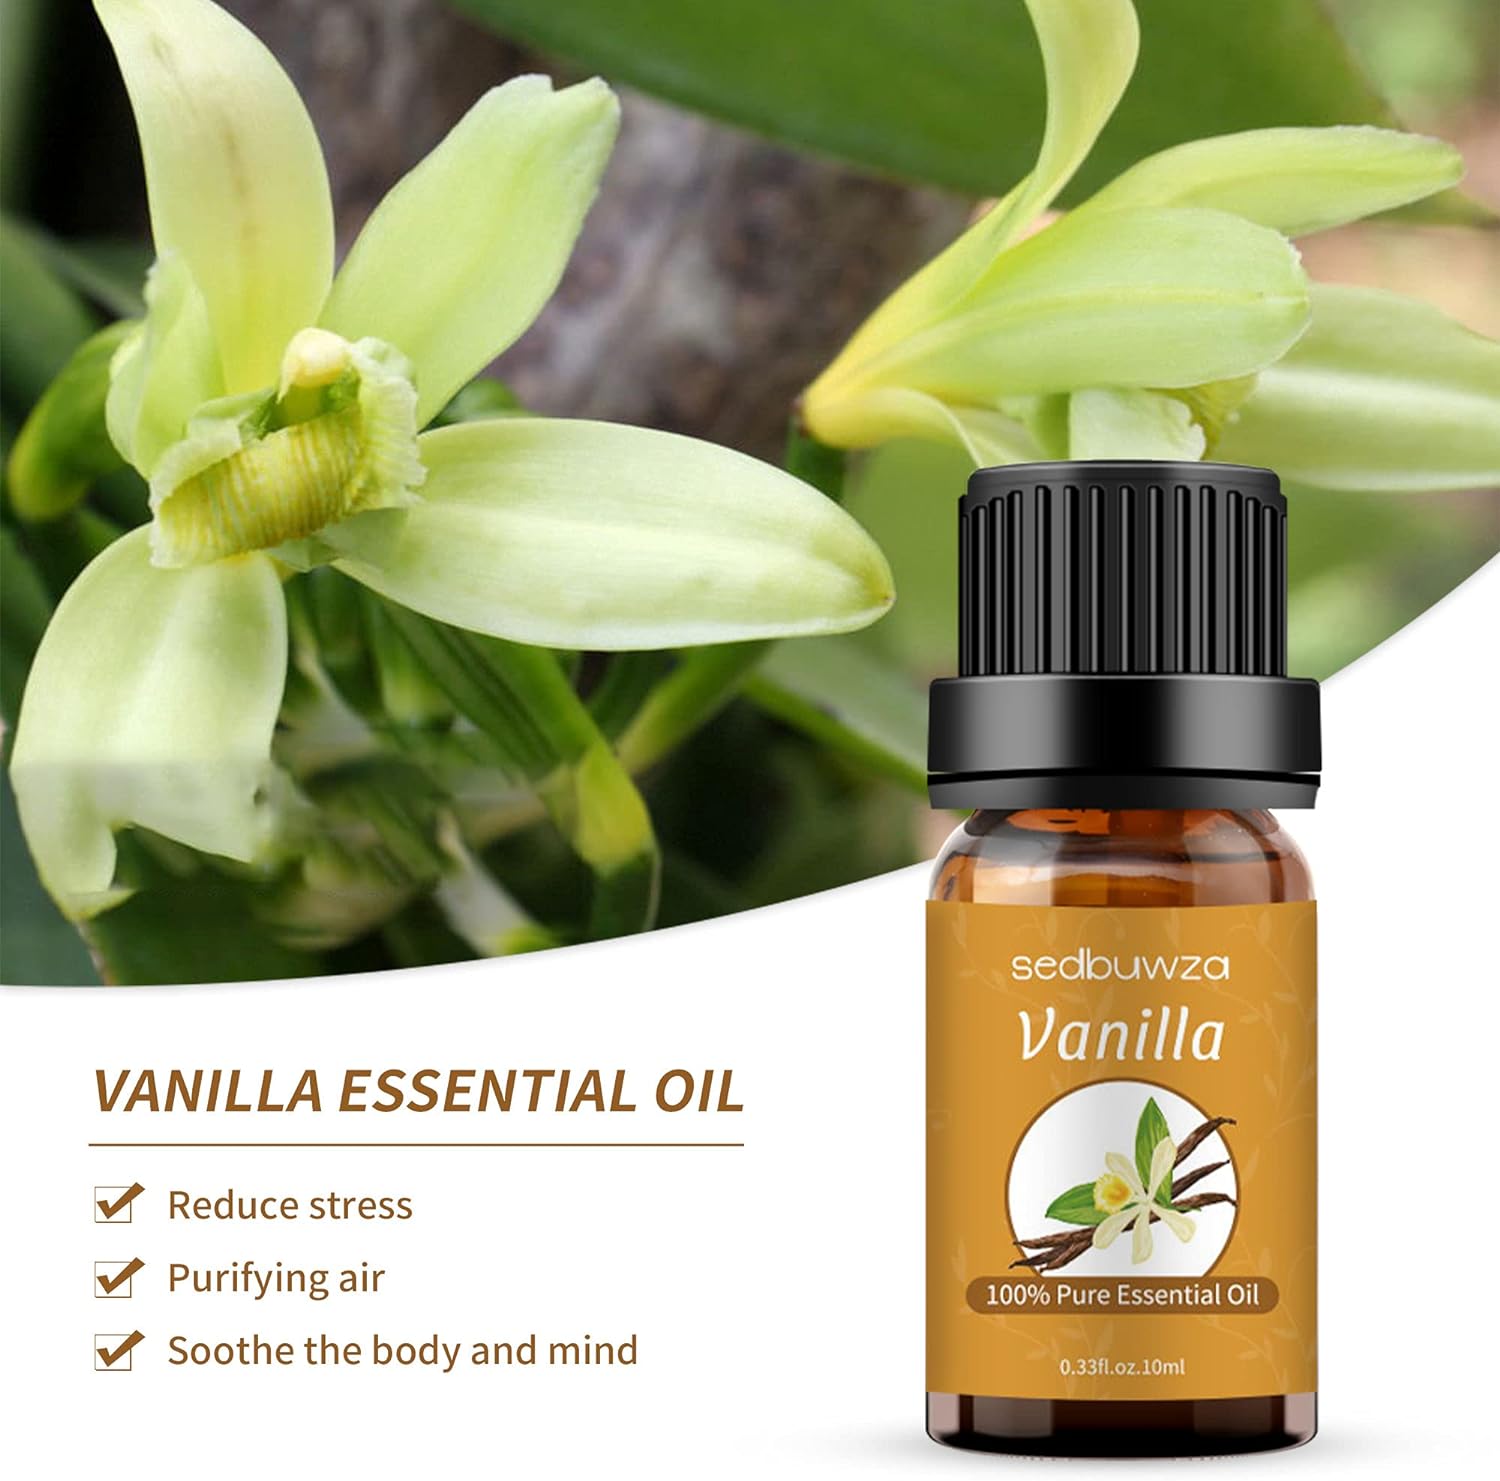 VANILLA ESSENTIAL OIL
Reduce stress
Purifying air
Soothe the body and mind
sedbuwza
Vanilla
100% Pure Essential Oil
0.33fl.oz.10ml